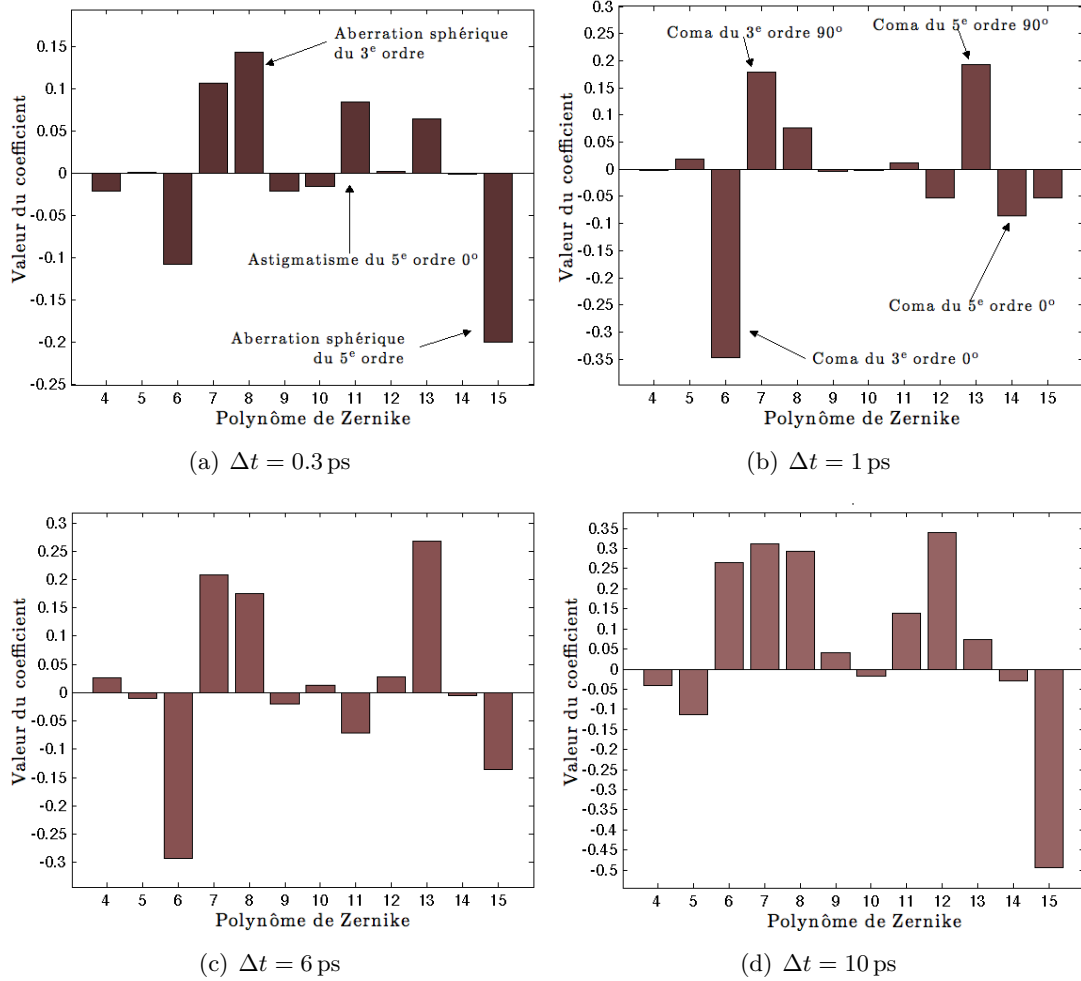 Aberration sphérique
du 3e ordre
0.15
0.1
0.05
0
-0.05
-0.1
-0.15
-0.2
-0.25
Valeur du coefficient
Astigmatisme du 5e ordre 0o
Aberration sphérique
du 5e ordre
4 5 6 7 8 9 10 11 12 13 14 15
Polynôme de Zernike
(a) Δt = 0.3 ps
Coma du 3e ordre 90o
Coma du 5e ordre 90o
0.3
0.25
0.2
0.15
0.1
0.05
0
-0.05
-0.1
-0.15
-0.2
-0.25
-0.3
-0.35
Valeur du coefficient
Coma du 5e ordre 0o
Coma du 3e ordre 0o
4 5 6 7 8 9 10 11 12 13 14 15
Polynôme de Zernike
(b) Δt = 1 ps
0.3
0.25
0.2
0.15
0.1
0.05
0
-0.05
-0.1
-0.15
-0.2
-0.25
-0.3
Valeur du coefficient
4 5 6 7 8 9 10 11 12 13 14 15
Polynôme de Zernike
(c) Δt = 6 ps
0.35
0.3
0.25
0.2
0.15
0.1
0.05
0
-0.05
-0.1
-0.15
-0.2
-0.25
-0.3
-0.35
-0.4
-0.45
-0.5
Valeur du coefficient
4 5 6 7 8 9 10 11 12 13 14 15
Polynôme de Zernike
(d) Δt = 10 ps